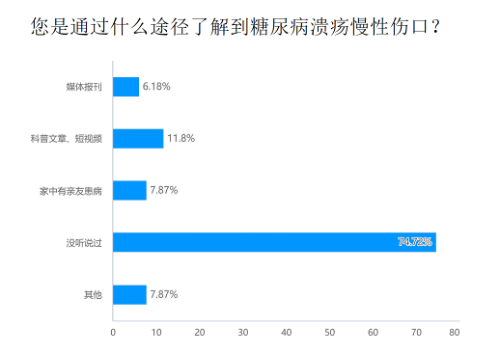 您是通过什么途径了解到糖尿病溃疡慢性伤口？
媒体报刊 6.18%
科普文章、短视频 11.8%
家中有亲友患病 7.87%
没听说过 74.72%
其他 7.87%
0 10 20 30 40 50 60 70 80